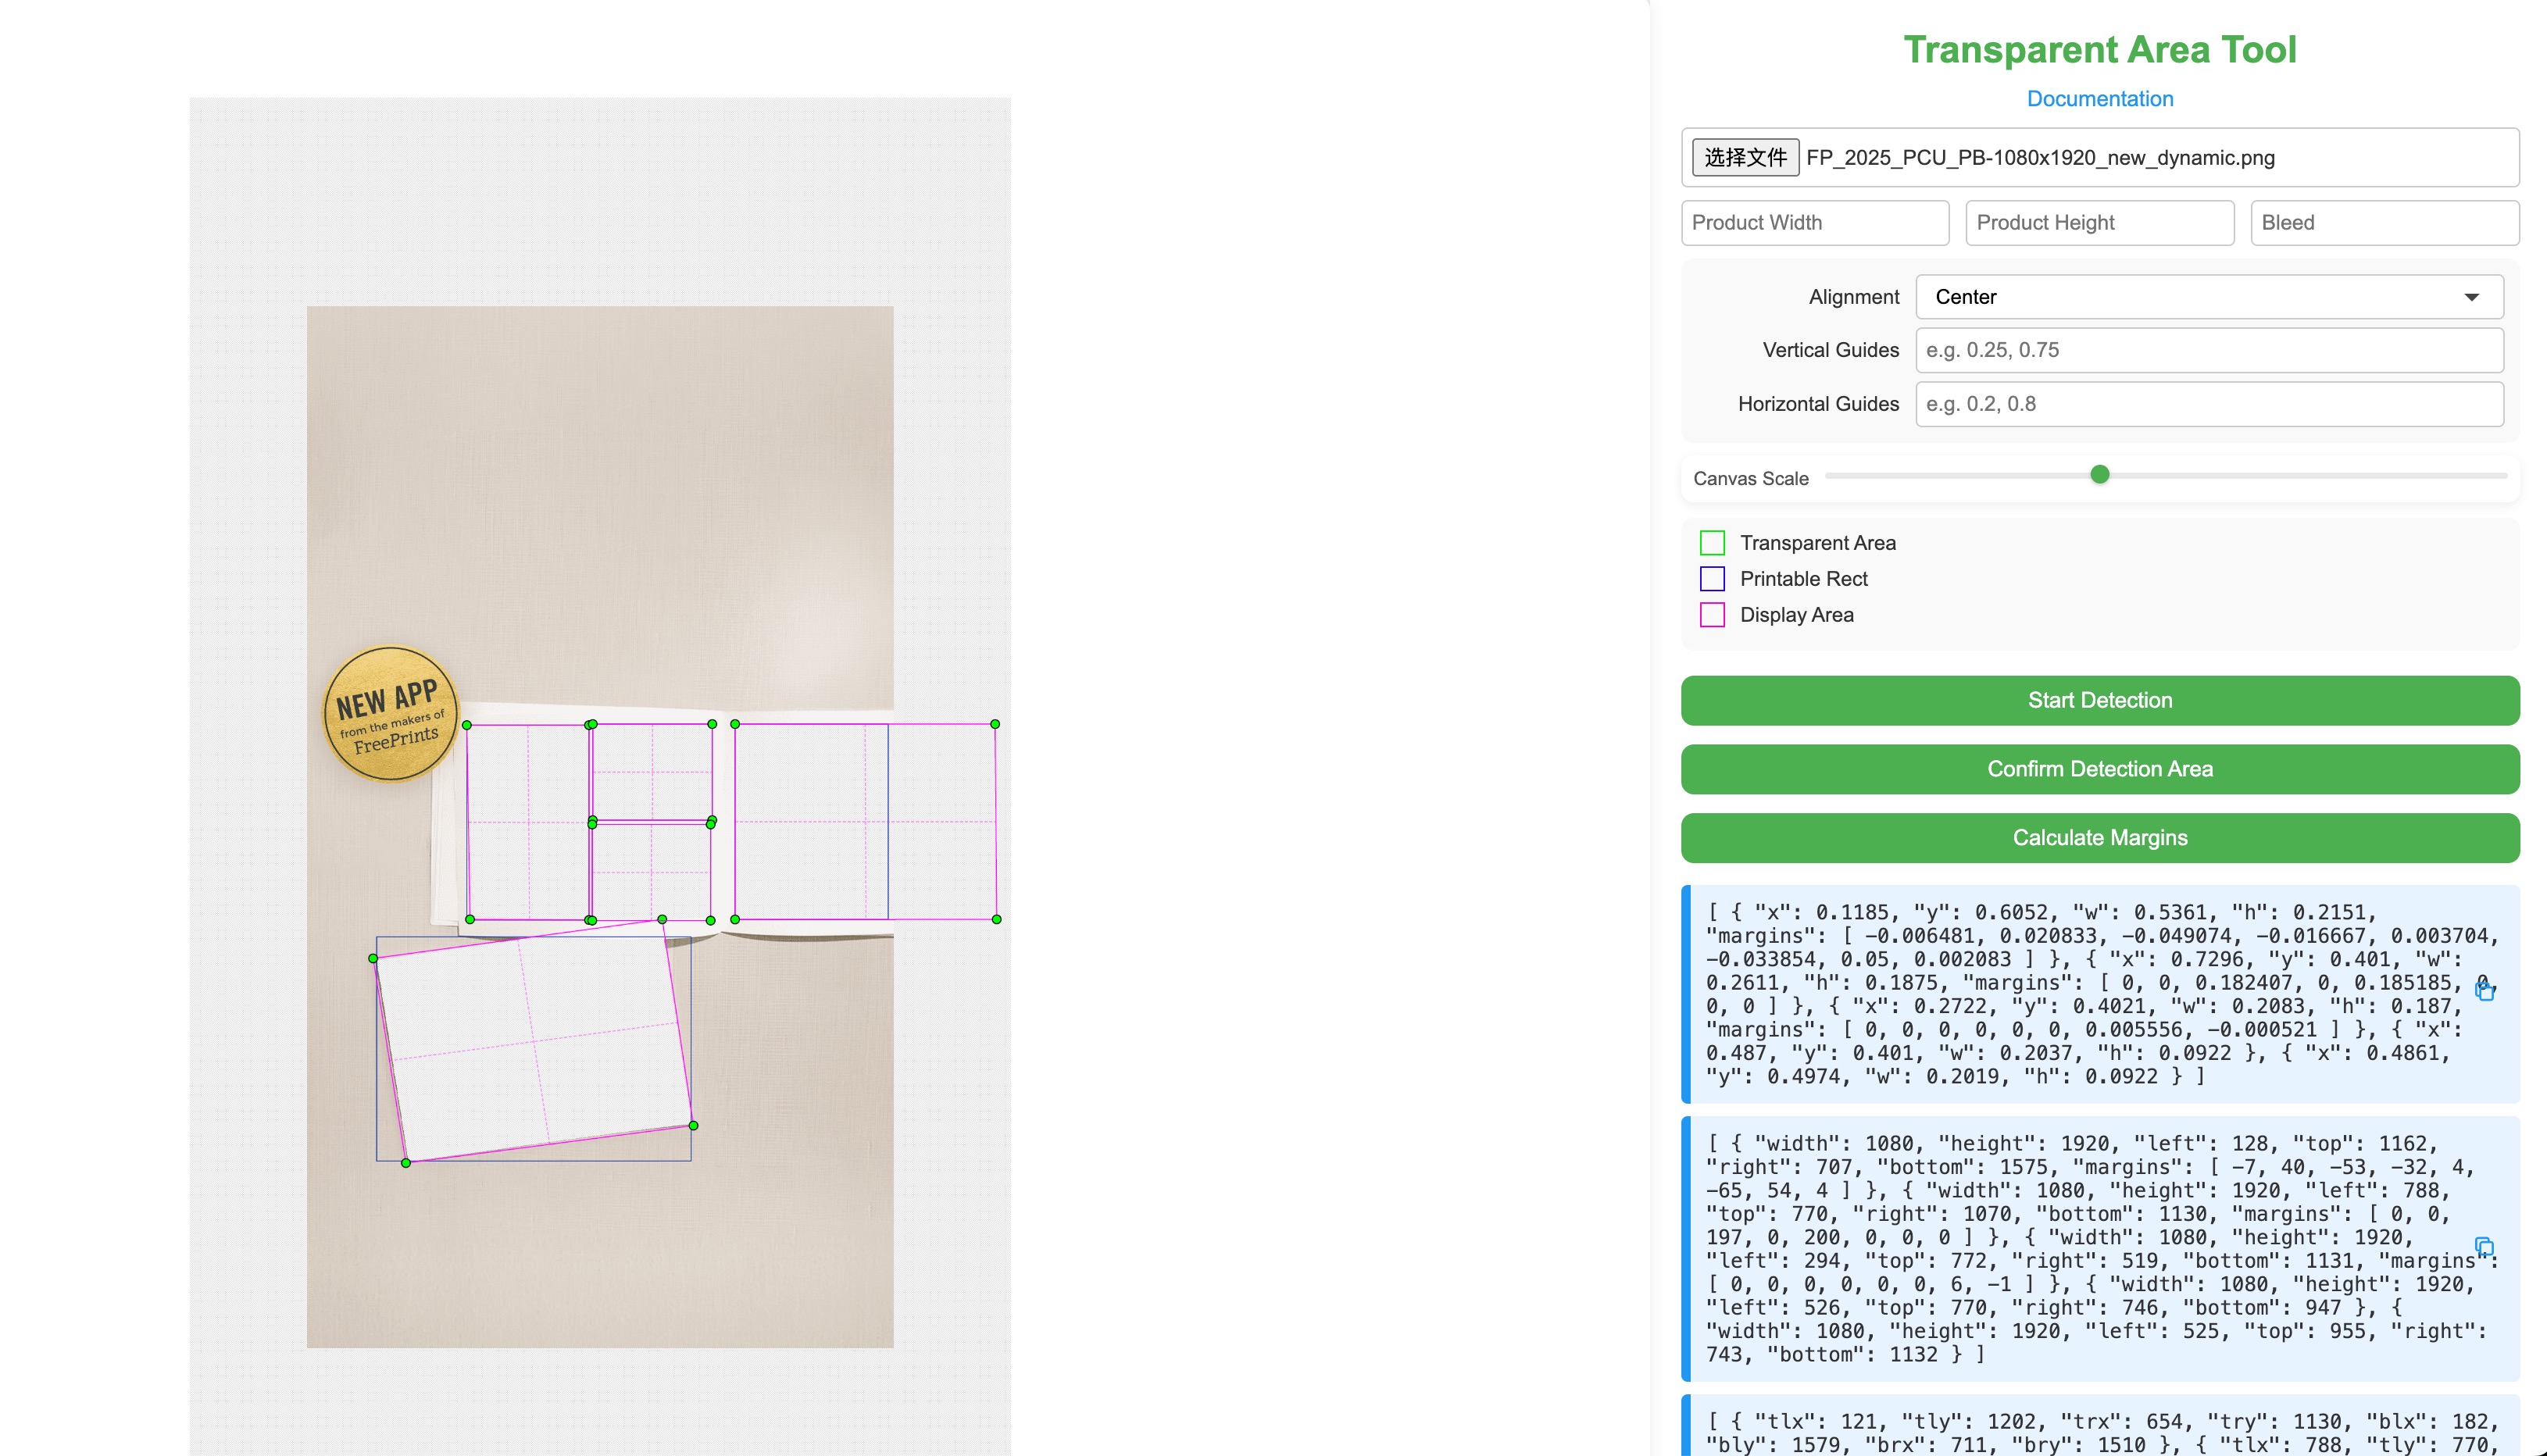 Transparent Area Tool
Documentation
选择文件 FP_2025_PCU_PB-1080x1920_new_dynamic.png
Product Width
Product Height
Bleed
Alignment
Center
Vertical Guides
e.g. 0.25, 0.75
Horizontal Guides
e.g. 0.2, 0.8
Canvas Scale
Transparent Area
Printable Rect
Display Area
NEW APP
from the makers of
FreePrints
Start Detection
Confirm Detection Area
Calculate Margins
[ { "x": 0.1185, "y": 0.6052, "w": 0.5361, "h": 0.2151,
"margins": [ -0.006481, 0.020833, -0.049074, -0.016667, 0.003704,
-0.033854, 0.05, 0.002083 ] }, { "x": 0.7296, "y": 0.401, "w":
0.2611, "h": 0.1875, "margins": [ 0, 0, 0.182407, 0, 0.185185, 0,
0, 0 ] }, { "x": 0.2722, "y": 0.4021, "w": 0.2083, "h": 0.187,
"margins": [ 0, 0, 0, 0, 0, 0, 0.005556, -0.000521 ] }, { "x":
0.487, "y": 0.401, "w": 0.2037, "h": 0.0922 }, { "x": 0.4861,
"y": 0.4974, "w": 0.2019, "h": 0.0922 } ]
[ { "width": 1080, "height": 1920, "left": 128, "top": 1162,
"right": 707, "bottom": 1575, "margins": [ -7, 40, -53, -32, 4,
-65, 54, 4 ] }, { "width": 1080, "height": 1920, "left": 788,
"top": 770, "right": 1070, "bottom": 1130, "margins": [ 0, 0,
197, 0, 200, 0, 0, 0 ] }, { "width": 1080, "height": 1920,
"left": 294, "top": 772, "right": 519, "bottom": 1131, "margins":
[ 0, 0, 0, 0, 0, 0, 6, -1 ] }, { "width": 1080, "height": 1920,
"left": 526, "top": 770, "right": 746, "bottom": 947 }, {
"width": 1080, "height": 1920, "left": 525, "top": 955, "right":
743, "bottom": 1132 } ]
[ { "tlx": 121, "tly": 1202, "trx": 654, "try": 1130, "blx": 182,
"bly": 1579, "brx": 711, "bry": 1510 }, { "tlx": 788, "tly": 770,